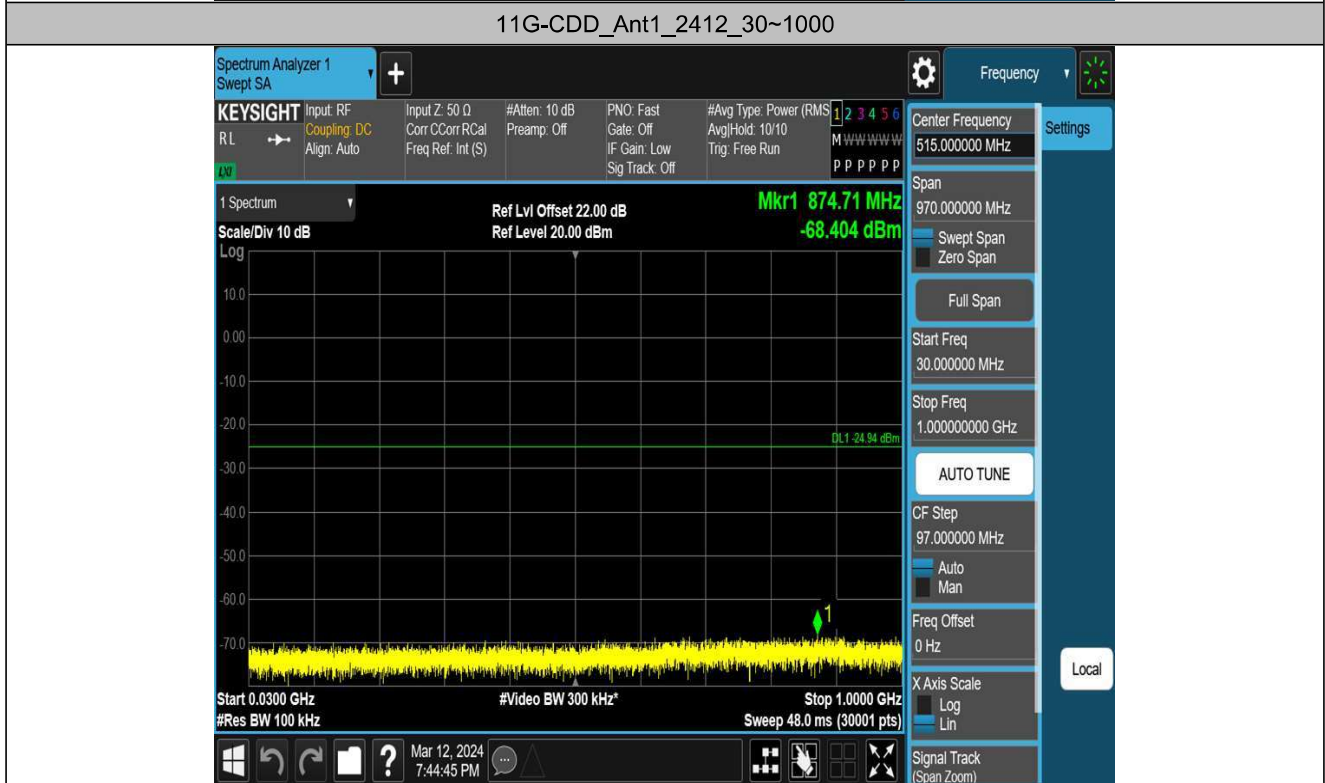 11G-CDD_Ant1_2412_30~1000
Spectrum Analyzer 1
Swept SA
+
Frequency
KEYSIGHT
RL
LXI
Input: RF
Coupling: DC
Align: Auto
Input Z: 50 Ω
Corr CCorr RCal
Freq Ref: Int (S)
#Atten: 10 dB
Preamp: Off
PNO: Fast
Gate: Off
IF Gain: Low
Sig Track: Off
#Avg Type: Power (RMS
Avg|Hold: 10/10
Trig: Free Run
1 2 3 4 5 6
M W W W W W
P P P P P P
1 Spectrum
Scale/Div 10 dB
Log
Ref Lvl Offset 22.00 dB
Ref Level 20.00 dBm
Mkr1 874.71 MHz
-68.404 dBm
10.0
0.00
-10.0
-20.0
DL1 -24.94 dBm
-30.0
-40.0
-50.0
-60.0
1
-70.0
Start 0.0300 GHz
#Res BW 100 kHz
#Video BW 300 kHz*
Stop 1.0000 GHz
Sweep 48.0 ms (30001 pts)
?
Mar 12, 2024
7:44:45 PM
Center Frequency
515.000000 MHz
Settings
Span
970.000000 MHz
Swept Span
Zero Span
Full Span
Start Freq
30.000000 MHz
Stop Freq
1.000000000 GHz
AUTO TUNE
CF Step
97.000000 MHz
Auto
Man
Freq Offset
0 Hz
X Axis Scale
Log
Lin
Local
Signal Track
(Span Zoom)